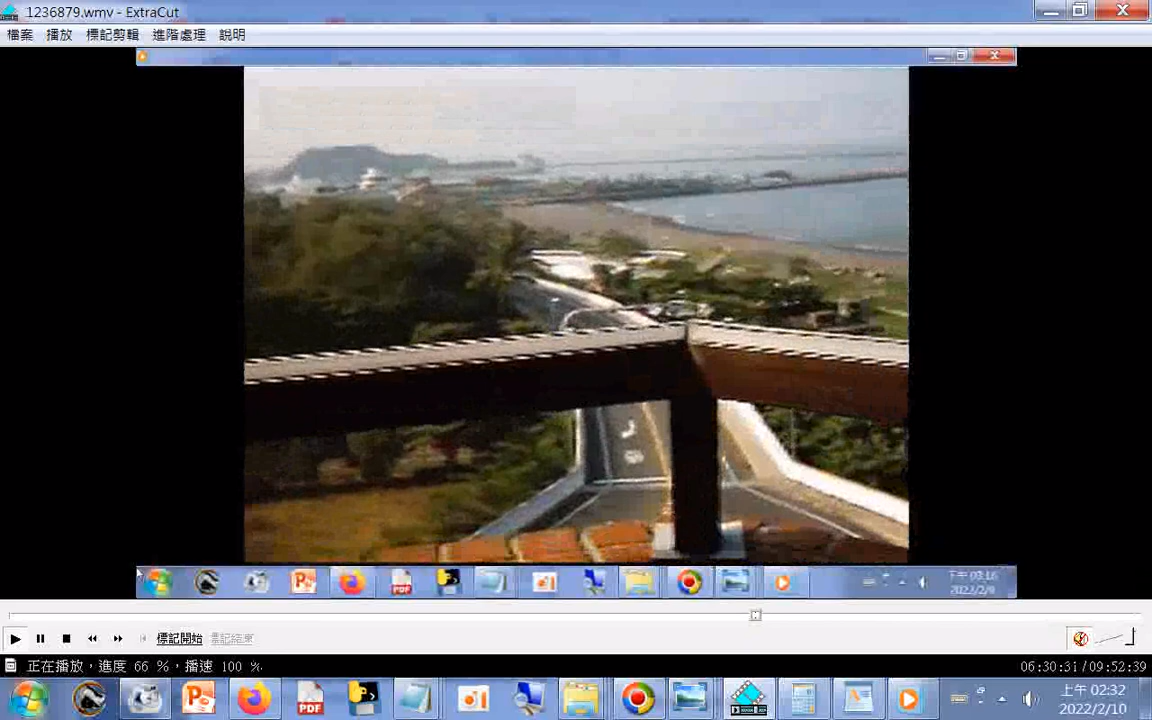 1236879.wmv - ExtraCut
檔案 播放 標記剪輯 進階處理 說明
下午 03:16
2022/2/9
標記開始 標記結束
正在播放，進度 66 %，播速 100 %.
06:30:31 / 09:52:39
上午 02:32
2022/2/10